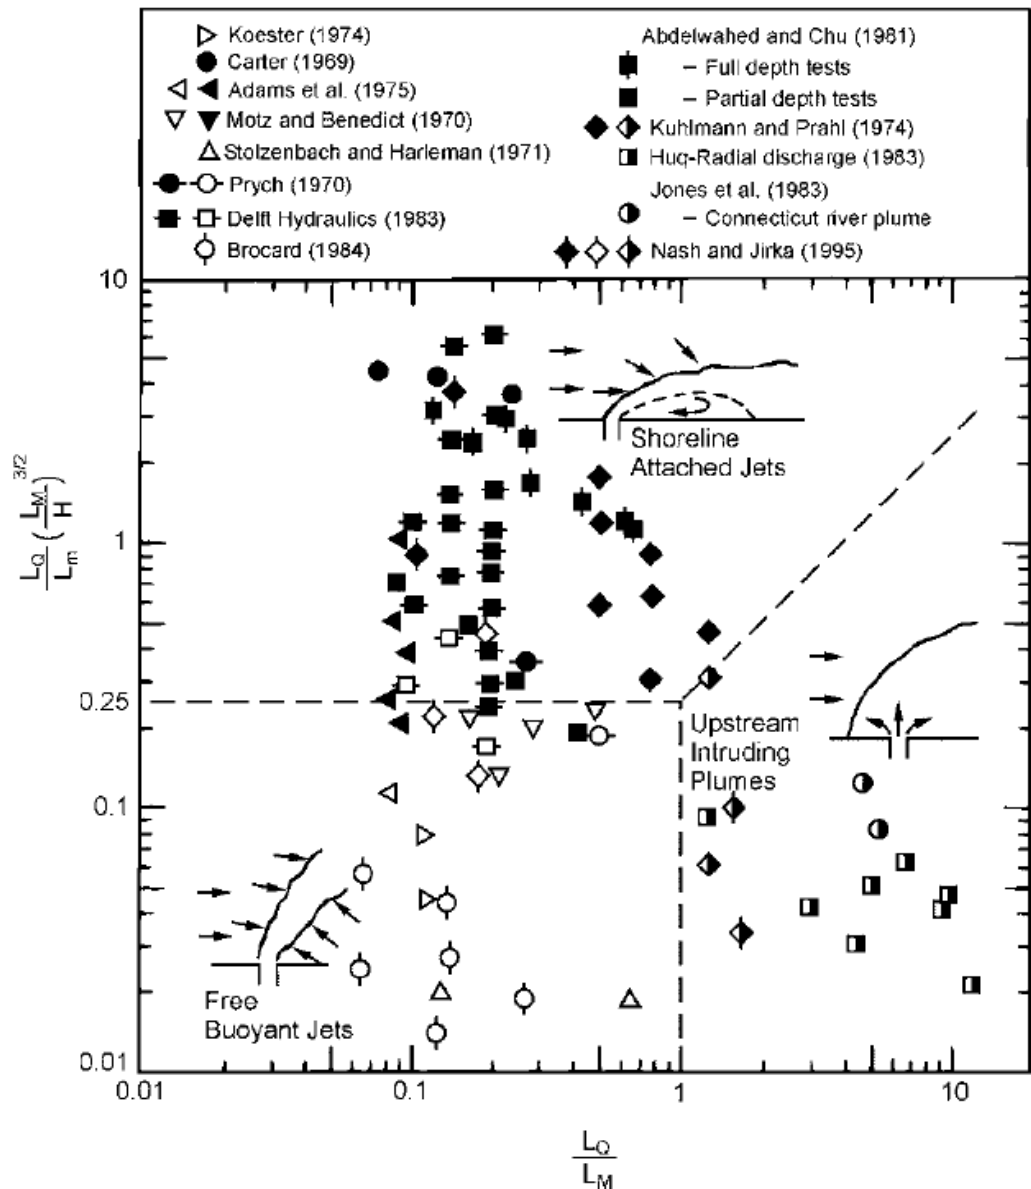 Koester (1974)
Carter (1969)
Adams et al. (1975)
Motz and Benedict (1970)
Stolzenbach and Harleman (1971)
Prych (1970)
Delft Hydraulics (1983)
Brocard (1984)
Abdelwahed and Chu (1981)
– Full depth tests
– Partial depth tests
Kuhlmann and Prahl (1974)
Huq-Radial discharge (1983)
Jones et al. (1983)
– Connecticut river plume
Nash and Jirka (1995)
10
1
0.25
0.1
0.01
L_Q/L_m (L_M/H)^3/2
Shoreline
Attached Jets
Upstream
Intruding
Plumes
Free
Buoyant Jets
0.01 0.1 1 10
L_Q
L_M